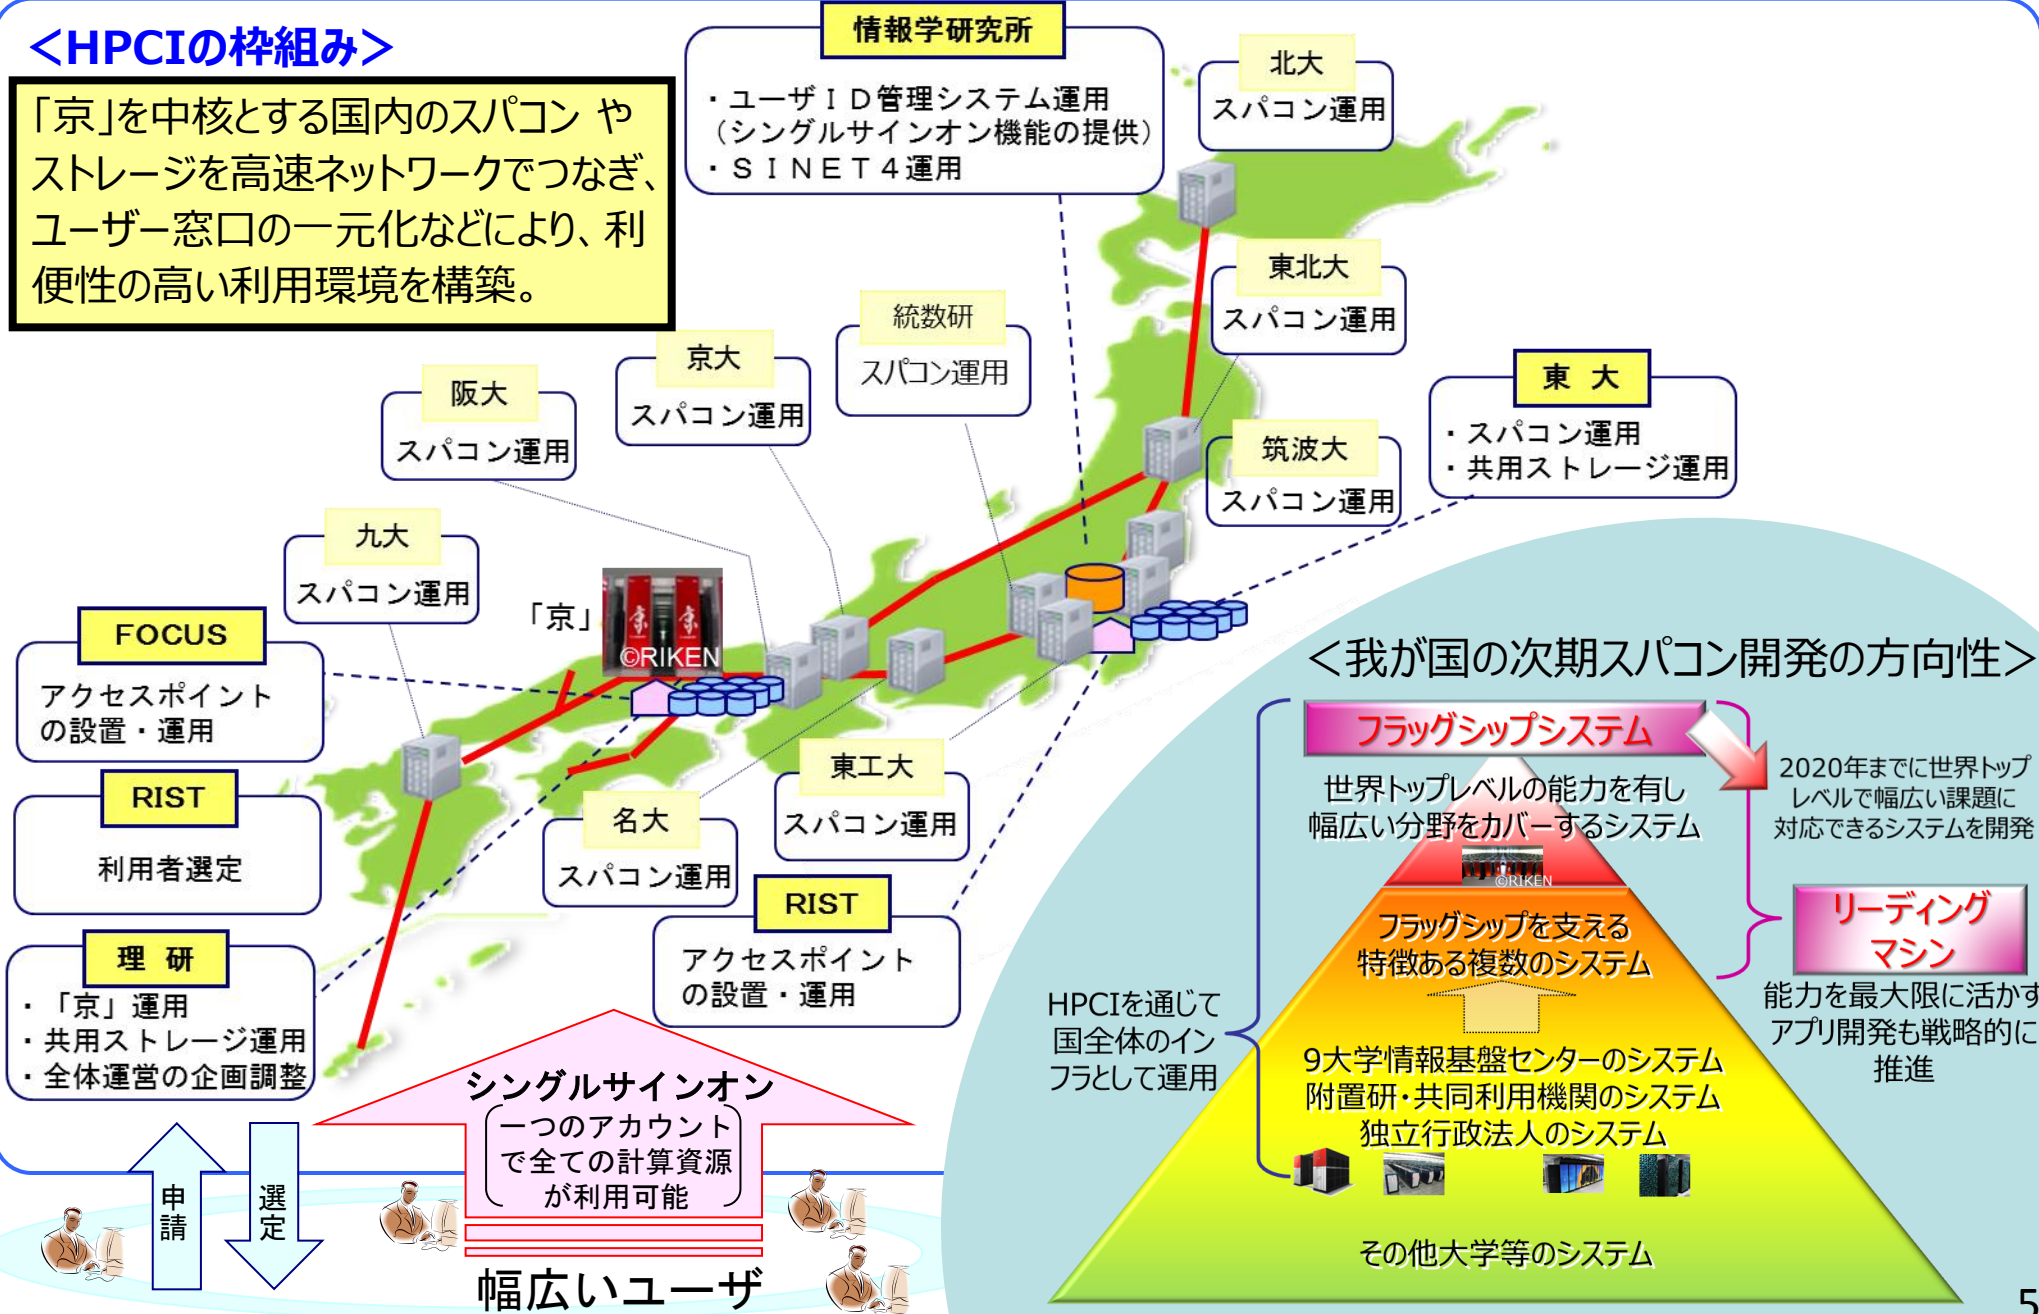 ＜HPCIの枠組み＞
「京」を中核とする国内のスパコン や
ストレージを高速ネットワークでつなぎ、
ユーザー窓口の一元化などにより、利
便性の高い利用環境を構築。
情報学研究所
・ユーザＩＤ管理システム運用
（シングルサインオン機能の提供）
・ＳＩＮＥＴ４運用
北大
スパコン運用
東北大
スパコン運用
統数研
スパコン運用
京大
スパコン運用
阪大
スパコン運用
東 大
・スパコン運用
・共用ストレージ運用
筑波大
スパコン運用
九大
スパコン運用
「京」
©RIKEN
FOCUS
アクセスポイント
の設置・運用
RIST
利用者選定
理 研
・「京」運用
・共用ストレージ運用
・全体運営の企画調整
東工大
スパコン運用
名大
スパコン運用
RIST
アクセスポイント
の設置・運用
シングルサインオン
一つのアカウント
で全ての計算資源
が利用可能
申請
選定
幅広いユーザ
＜我が国の次期スパコン開発の方向性＞
フラッグシップシステム
世界トップレベルの能力を有し
幅広い分野をカバーするシステム
©RIKEN
2020年までに世界トップ
レベルで幅広い課題に
対応できるシステムを開発
フラッグシップを支える
特徴ある複数のシステム
リーディング
マシン
能力を最大限に活かす
アプリ開発も戦略的に
推進
HPCIを通じて
国全体のイン
フラとして運用
9大学情報基盤センターのシステム
附置研・共同利用機関のシステム
独立行政法人のシステム
その他大学等のシステム
5